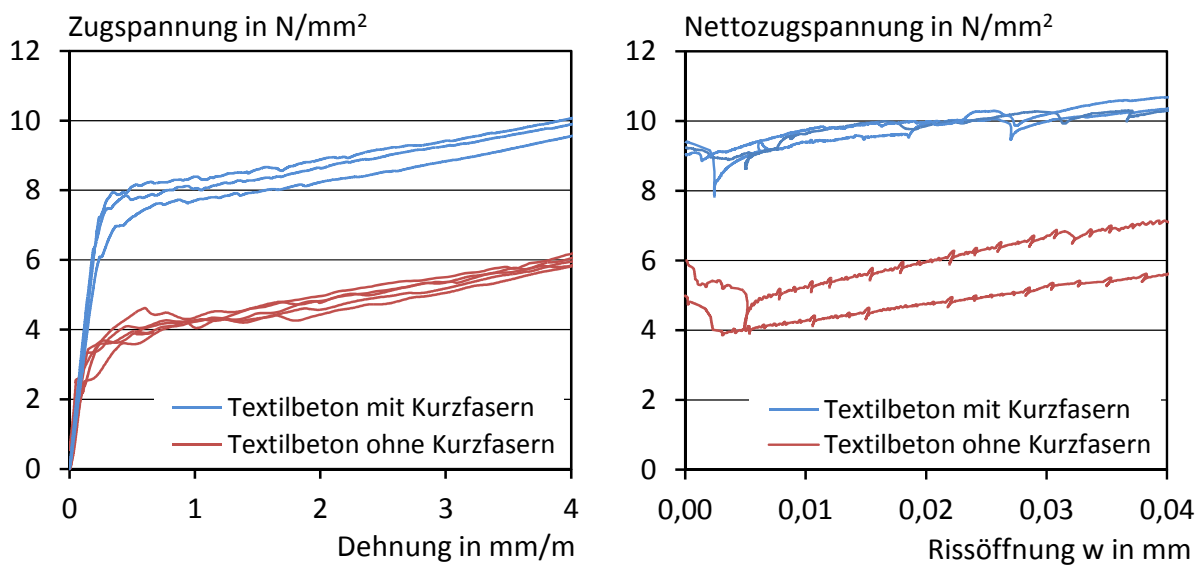 Zugspannung in N/mm²
12
10
8
6
4
2
0
0 1 2 3 4
Dehnung in mm/m
Textilbeton mit Kurzfasern
Textilbeton ohne Kurzfasern
Nettozugspannung in N/mm²
12
10
8
6
4
2
0
0,00 0,01 0,02 0,03 0,04
Rissöffnung w in mm
Textilbeton mit Kurzfasern
Textilbeton ohne Kurzfasern